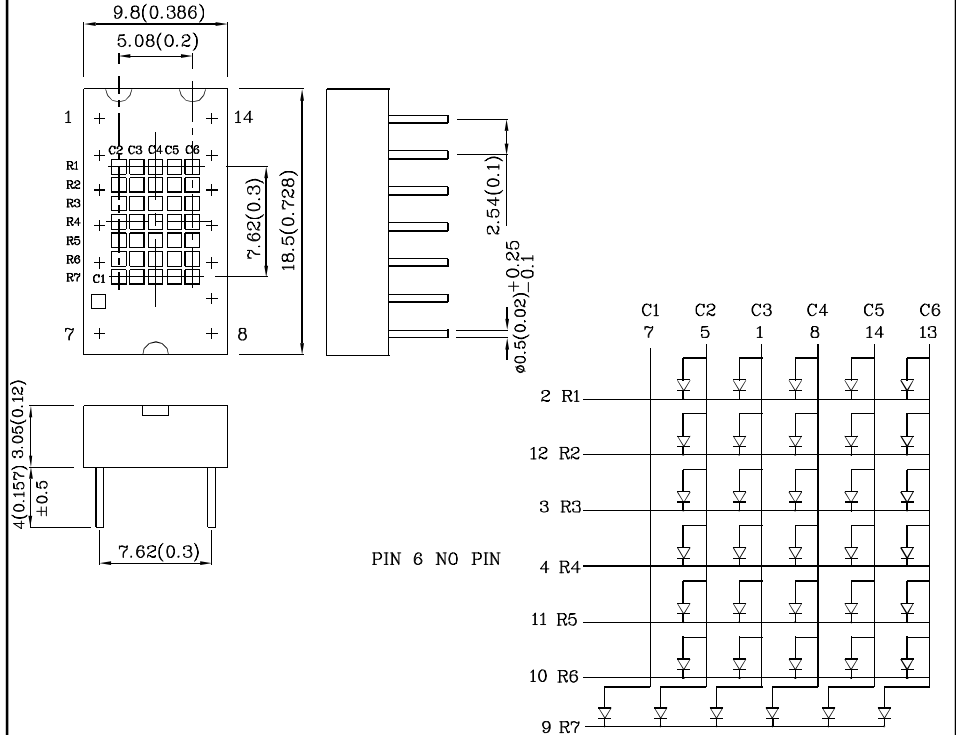 9.8(0.386)
5.08(0.2)
1
14
C2 C3 C4 C5 C6
R1
R2
R3
R4
R5
R6
R7
C1
7
8
7.62(0.3)
18.5(0.728)
2.54(0.1)
ø0.5(0.02)+0.25
−0.1
3.05(0.12)
4(0.157)
±0.5
7.62(0.3)
PIN 6 NO PIN
C1 C2 C3 C4 C5 C6
7 5 1 8 14 13
2 R1
12 R2
3 R3
4 R4
11 R5
10 R6
9 R7